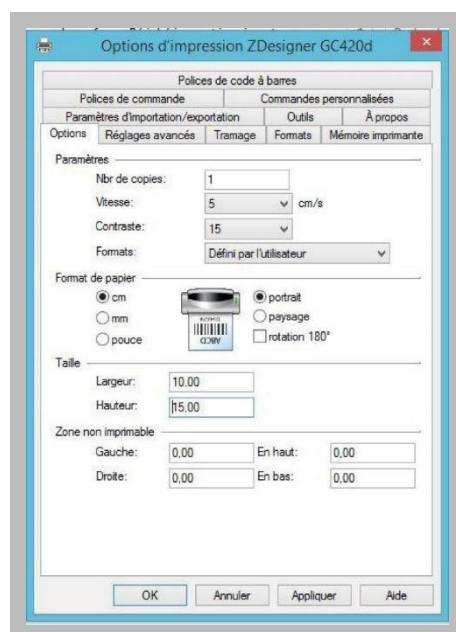 Options d'impression ZDesigner GC420d
Polices de code à barres
Polices de commande Commandes personnalisées
Paramètres d'importation/exportation Outils À propos
Options Réglages avancés Tramage Formats Mémoire imprimante
Paramètres
Nbr de copies: 1
Vitesse: 5 cm/s
Contraste: 15
Formats: Défini par l'utilisateur
Format de papier
cm portrait
mm paysage
pouce rotation 180°
Taille
Largeur: 10.00
Hauteur: 15.00
Zone non imprimable
Gauche: 0,00 En haut: 0,00
Droite: 0,00 En bas: 0,00
OK Annuler Appliquer Aide